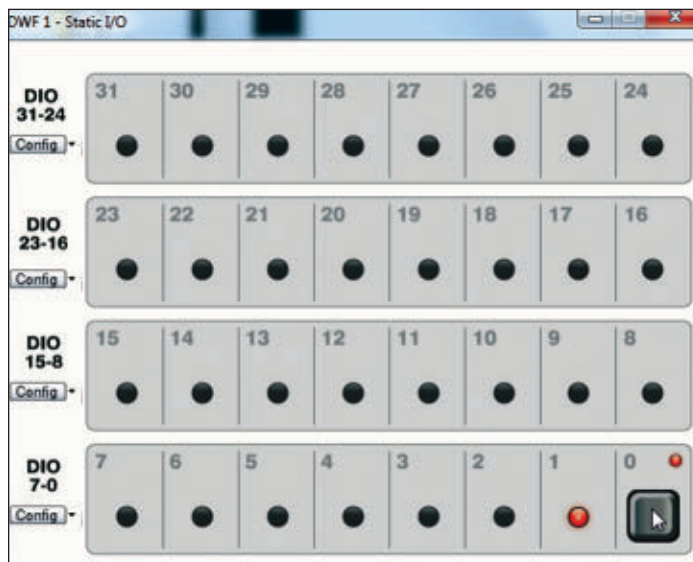 DWF 1 - Static I/O
DIO
31-24
Config
31 30 29 28 27 26 25 24
DIO
23-16
Config
23 22 21 20 19 18 17 16
DIO
15-8
Config
15 14 13 12 11 10 9 8
DIO
7-0
Config
7 6 5 4 3 2 1 0